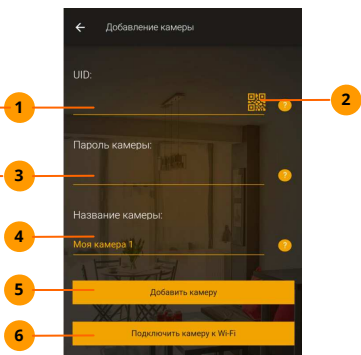 Добавление камеры
UID:
1
2
?
Пароль камеры:
3
?
Название камеры:
4
Моя камера 1
?
5
Добавить камеру
6
Подключить камеру к Wi-Fi